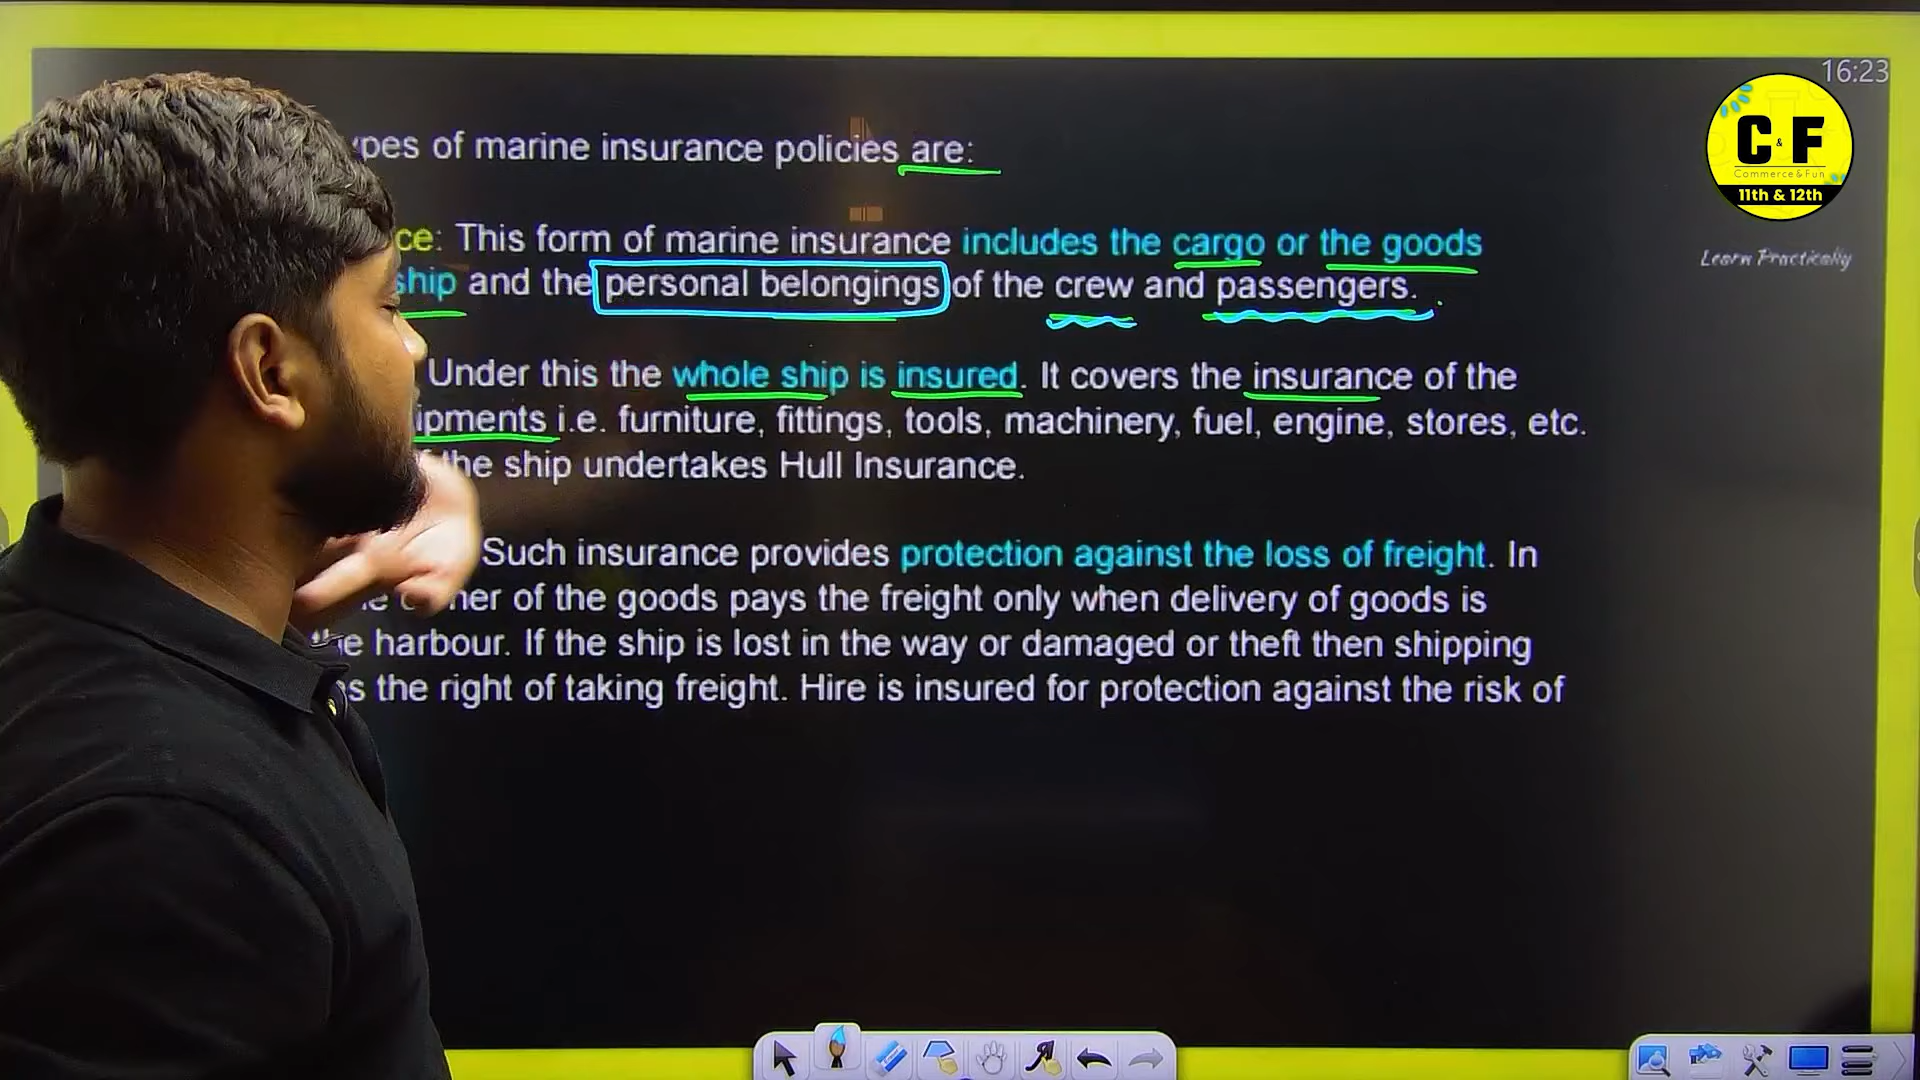 16:23
C & F
Commerce & Fun
11th & 12th
Learn Practically
ypes of marine insurance policies are:
ce: This form of marine insurance includes the cargo or the goods
ship and the personal belongings of the crew and passengers.
Under this the whole ship is insured. It covers the insurance of the
ipments i.e. furniture, fittings, tools, machinery, fuel, engine, stores, etc.
the ship undertakes Hull Insurance.
Such insurance provides protection against the loss of freight. In
ner of the goods pays the freight only when delivery of goods is
harbour. If the ship is lost in the way or damaged or theft then shipping
s the right of taking freight. Hire is insured for protection against the risk of